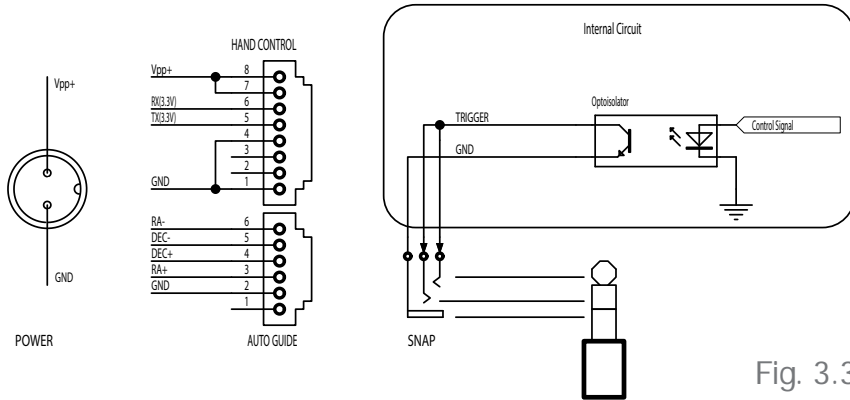 Vpp+
GND
POWER
HAND CONTROL
Vpp+ 8
7
RX(3.3V) 6
TX(3.3V) 5
4
3
2
GND 1
RA- 6
DEC- 5
DEC+ 4
RA+ 3
GND 2
1
AUTO GUIDE
Internal Circuit
Optoisolator
TRIGGER
Control Signal
GND
SNAP
Fig. 3.3